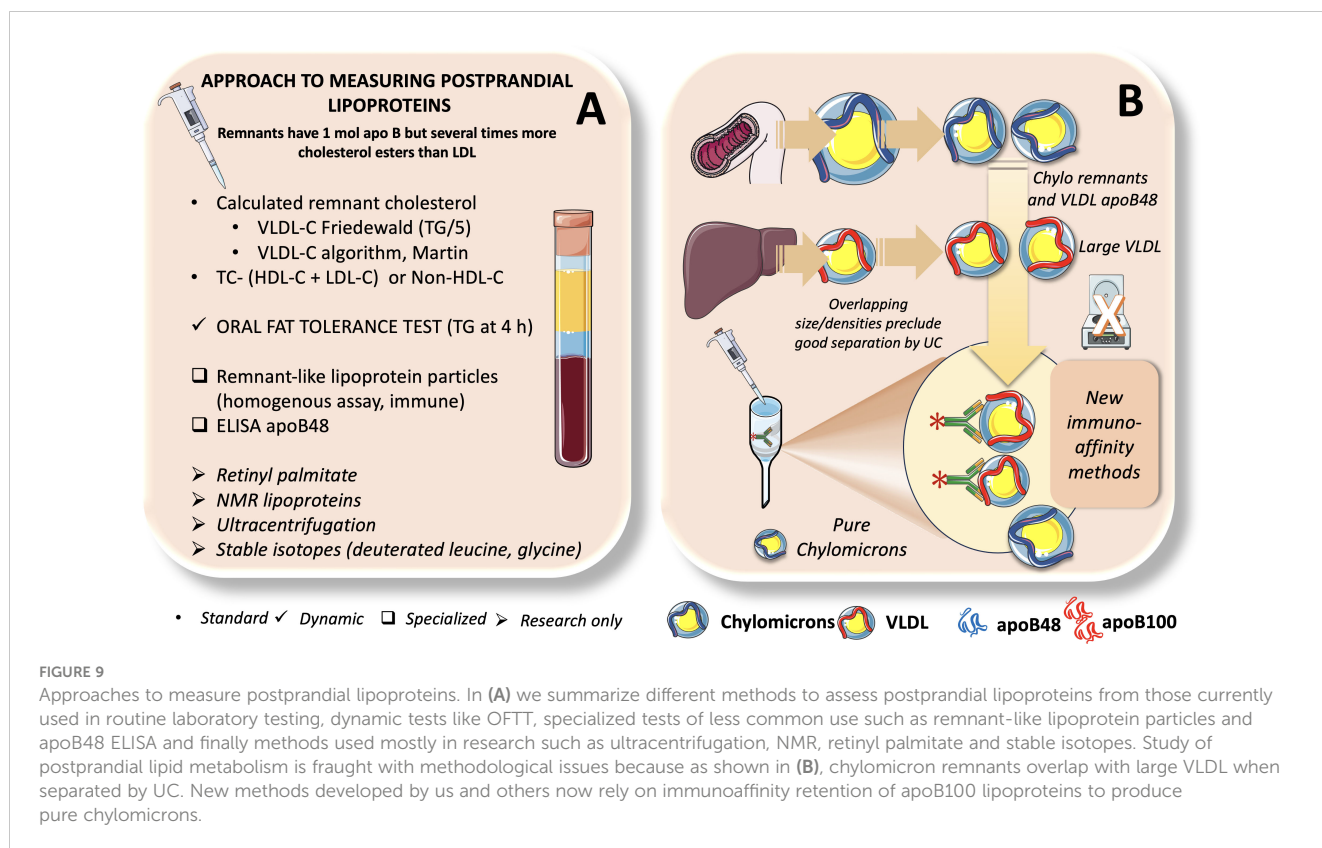 APPROACH TO MEASURING POSTPRANDIAL
LIPOPROTEINS
A
Remnants have 1 mol apo B but several times more
cholesterol esters than LDL
• Calculated remnant cholesterol
• VLDL-C Friedewald (TG/5)
• VLDL-C algorithm, Martin
• TC- (HDL-C + LDL-C) or Non-HDL-C
✓ ORAL FAT TOLERANCE TEST (TG at 4 h)
❑ Remnant-like lipoprotein particles
(homogenous assay, immune)
❑ ELISA apoB48
➢ Retinyl palmitate
➢ NMR lipoproteins
➢ Ultracentrifugation
➢ Stable isotopes (deuterated leucine, glycine)
B
Chylo remnants
and VLDL apoB48
Large VLDL
Overlapping
size/densities preclude
good separation by UC
X
New
immuno-
affinity
methods
*
*
*
Pure
Chylomicrons
• Standard ✓ Dynamic ❑ Specialized ➢ Research only
Chylomicrons VLDL apoB48 apoB100
FIGURE 9
Approaches to measure postprandial lipoproteins. In (A) we summarize different methods to assess postprandial lipoproteins from those currently
used in routine laboratory testing, dynamic tests like OFTT, specialized tests of less common use such as remnant-like lipoprotein particles and
apoB48 ELISA and finally methods used mostly in research such as ultracentrifugation, NMR, retinyl palmitate and stable isotopes. Study of
postprandial lipid metabolism is fraught with methodological issues because as shown in (B), chylomicron remnants overlap with large VLDL when
separated by UC. New methods developed by us and others now rely on immunoaffinity retention of apoB100 lipoproteins to produce
pure chylomicrons.